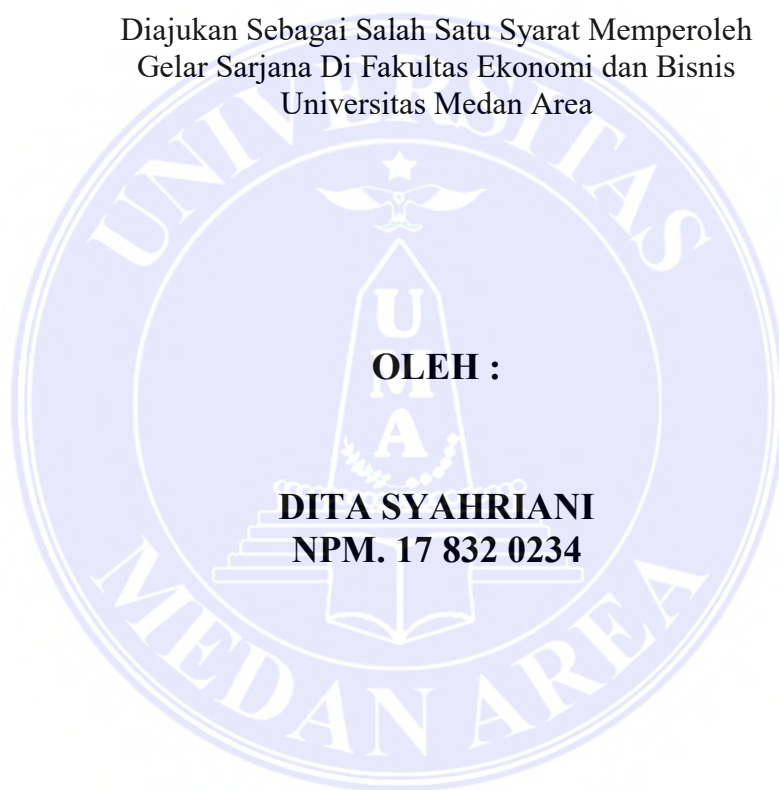 Diajukan Sebagai Salah Satu Syarat Memperoleh
Gelar Sarjana Di Fakultas Ekonomi dan Bisnis
Universitas Medan Area
UNIVERSITAS
U
M
A
OLEH :
DITA SYAHRIANI
NPM. 17 832 0234
MEDAN AREA